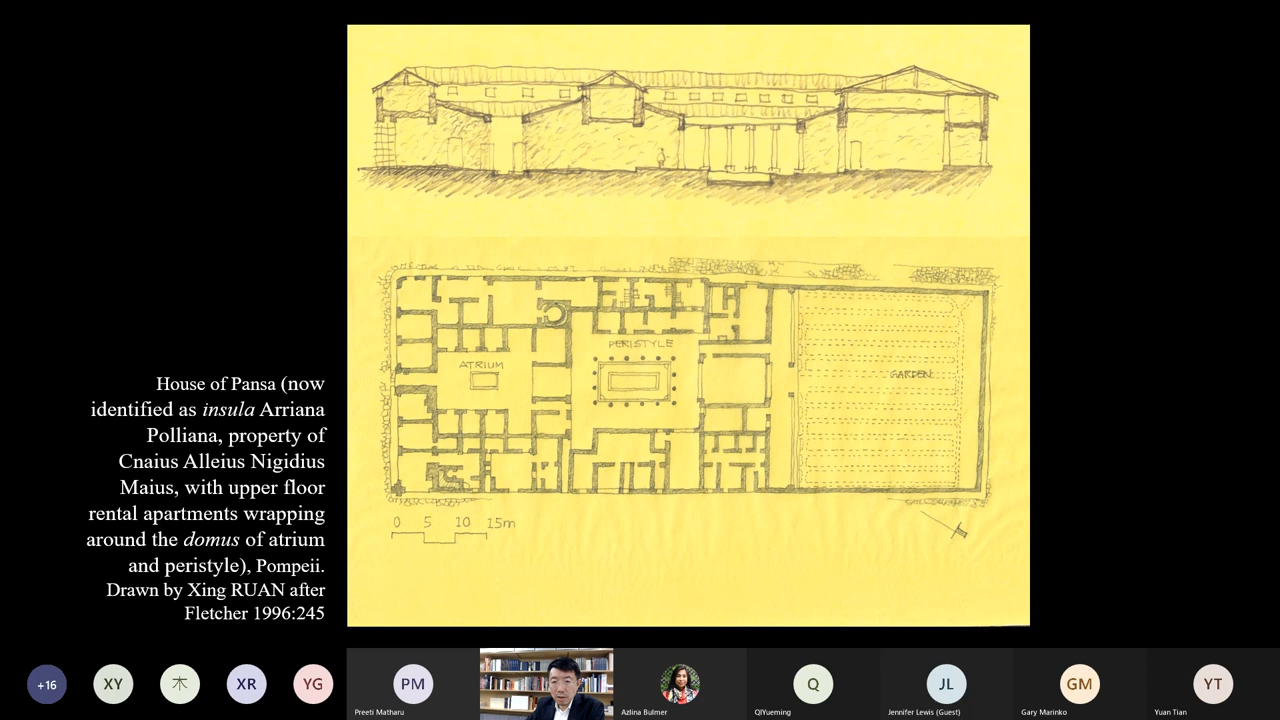 PERISTYLE
ATRIUM
GARDEN
0 5 10 15m
House of Pansa (now
identified as insula Arriana
Polliana, property of
Cnaius Alleius Nigidius
Maius, with upper floor
rental apartments wrapping
around the domus of atrium
and peristyle), Pompeii.
Drawn by Xing RUAN after
Fletcher 1996:245
+16
XY
木
XR
YG
PM
Preeti Matharu
Azlina Bulmer
Q
QIYueming
JL
Jennifer Lewis (Guest)
GM
Gary Marinko
YT
Yuan Tian